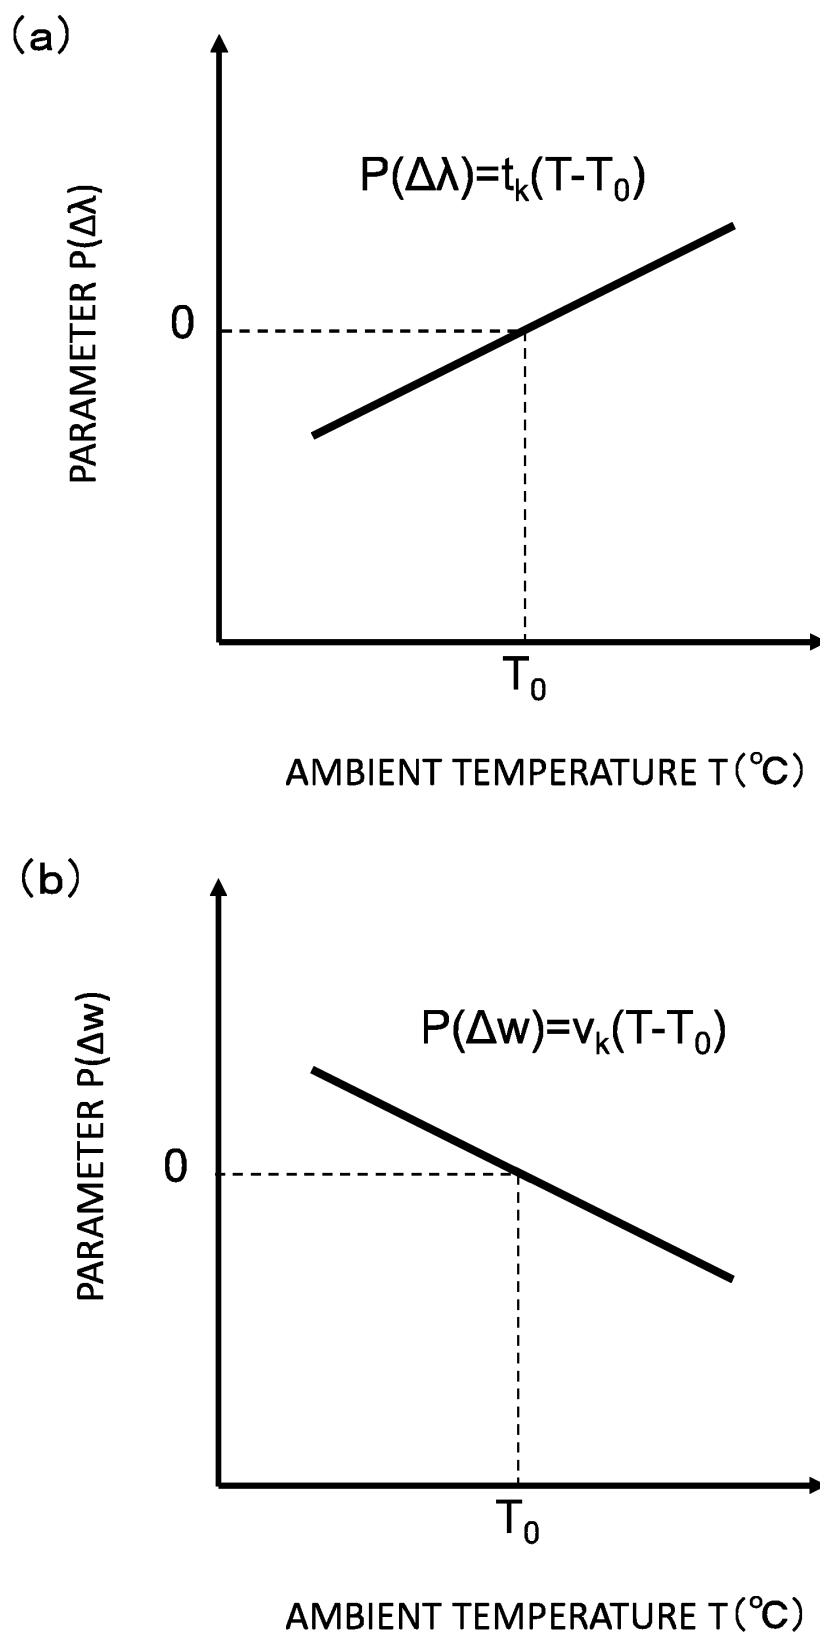 (a)
P(Δλ)=tk(T-T0)
PARAMETER P(Δλ)
0
T0
AMBIENT TEMPERATURE T(℃)
(b)
P(Δw)=vk(T-T0)
PARAMETER P(Δw)
0
T0
AMBIENT TEMPERATURE T(℃)